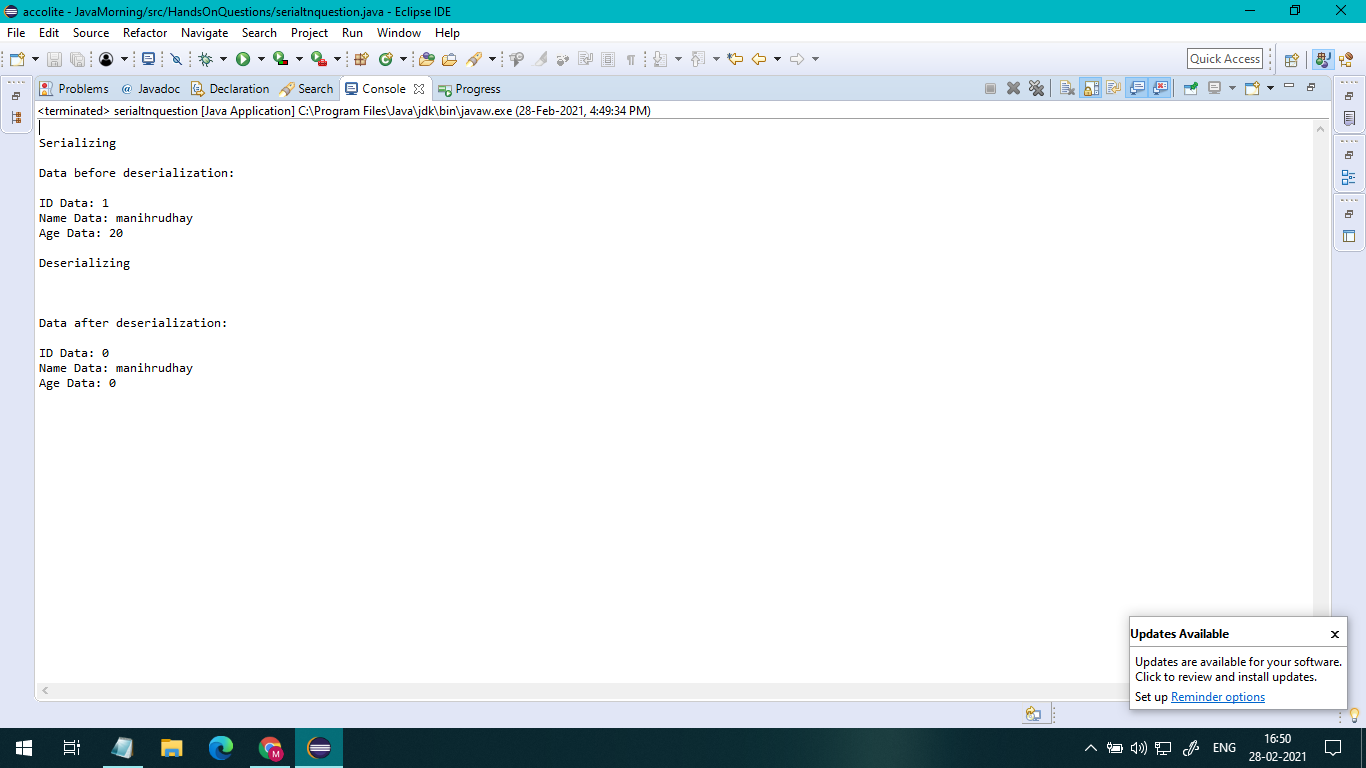 accolite - JavaMorning/src/HandsOnQuestions/serialtnquestion.java - Eclipse IDE
File Edit Source Refactor Navigate Search Project Run Window Help
Quick Access
Problems @ Javadoc Declaration Search Console Progress
<terminated> serialtnquestion [Java Application] C:\Program Files\Java\jdk\bin\javaw.exe (28-Feb-2021, 4:49:34 PM)
Serializing
Data before deserialization:
ID Data: 1
Name Data: manihrudhay
Age Data: 20
Deserializing
Data after deserialization:
ID Data: 0
Name Data: manihrudhay
Age Data: 0
Updates Available x
Updates are available for your software.
Click to review and install updates.
Set up Reminder options
M
ENG
16:50
28-02-2021